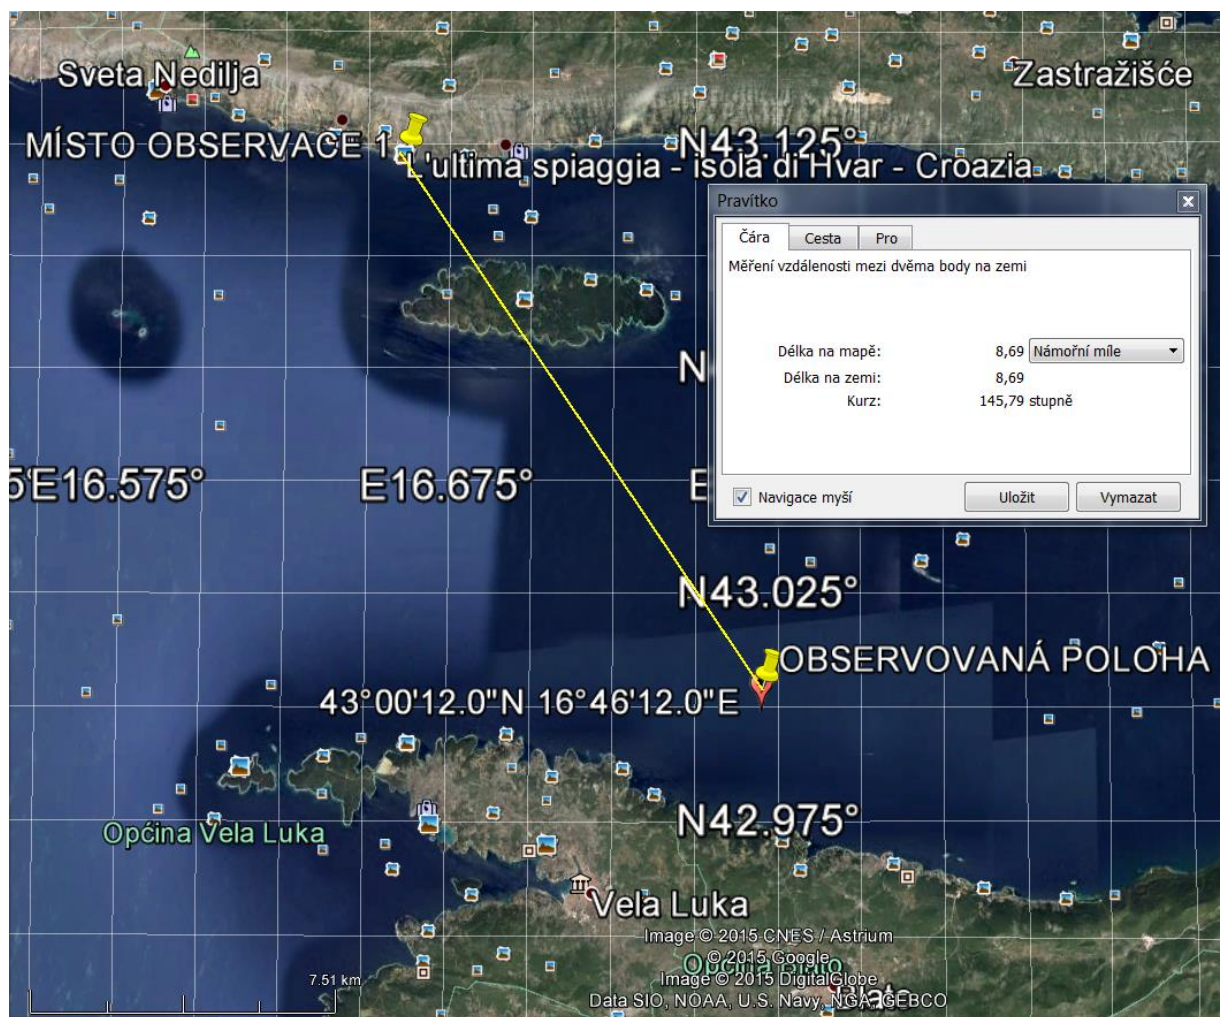 Sveta Nedilja
Zastražišće
MÍSTO OBSERVACE 1
N43.125°
L'ultima spiaggia - isola di Hvar - Croazia
Pravítko
Čára Cesta Pro
Měření vzdálenosti mezi dvěma body na zemi
Délka na mapě: 8,69 Námořní míle
Délka na zemi: 8,69
Kurz: 145,79 stupně
Navigace myší Uložit Vymazat
N
E16.575°
E16.675°
E
N43.025°
OBSERVOVANÁ POLOHA
43°00'12.0"N 16°46'12.0"E
N42.975°
Općina Vela Luka
Vela Luka
Image © 2015 CNES / Astrium
© 2015 Google
Općina Blato
Image © 2015 DigitalGlobe
Blato
Data SIO, NOAA, U.S. Navy, NGA, GEBCO
7.51 km